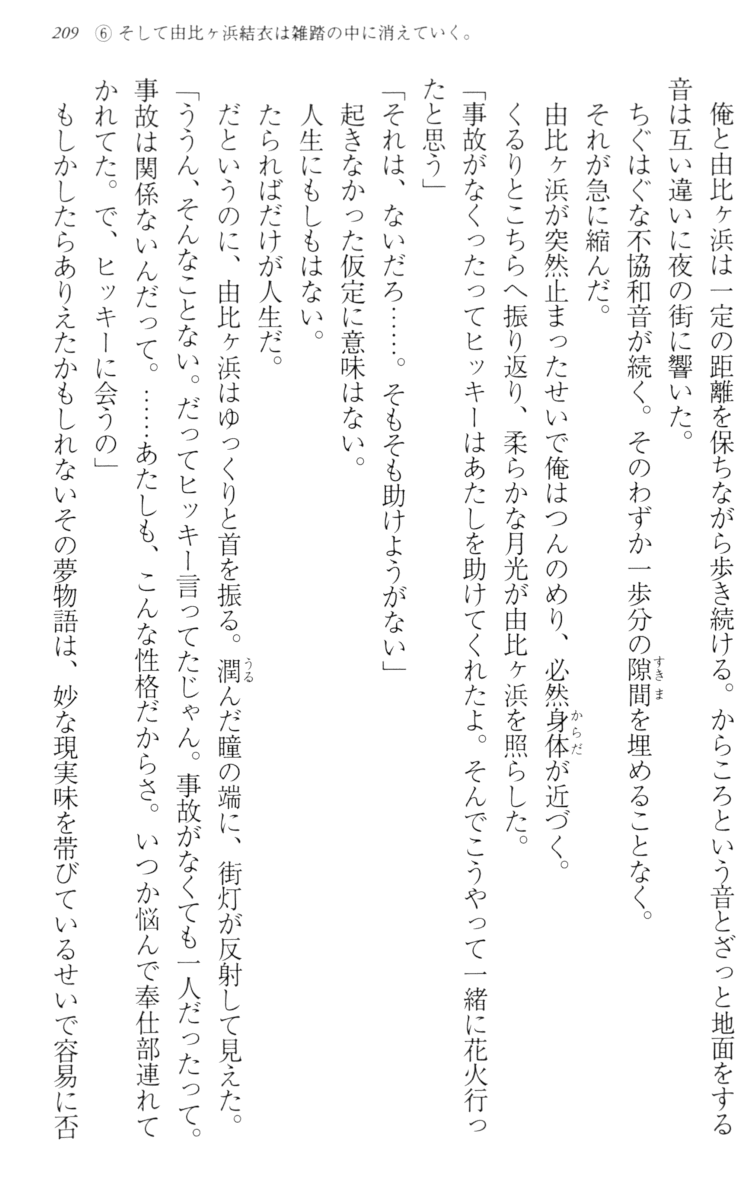 209 ⑥ そして由比ヶ浜結衣は雑踏の中に消えていく。
俺と由比ヶ浜は一定の距離を保ちながら歩き続ける。からころという音とざっと地面をする
音は互い違いに夜の街に響いた。
ちぐはぐな不協和音が続く。そのわずか一歩分の隙間すきまを埋めることなく。
それが急に縮んだ。
由比ヶ浜が突然止まったせいで俺はつんのめり、必然身体からだが近づく。
くるりとこちらへ振り返り、柔らかな月光が由比ヶ浜を照らした。
「事故がなくったってヒッキーはあたしを助けてくれたよ。そんでこうやって一緒に花火行っ
たと思う」
「それは、ないだろ……。そもそも助けようがない」
起きなかった仮定に意味はない。
人生にもしもはない。
たらればだけが人生だ。
だというのに、由比ヶ浜はゆっくりと首を振る。潤うるんだ瞳の端に、街灯が反射して見えた。
「ううん、そんなことない。だってヒッキー言ってたじゃん。事故がなくても一人だったって。
事故は関係ないんだって。……あたしも、こんな性格だからさ。いつか悩んで奉仕部連れて
かれてた。で、ヒッキーに会うの」
もしかしたらありえたかもしれないその夢物語は、妙な現実味を帯びているせいで容易に否